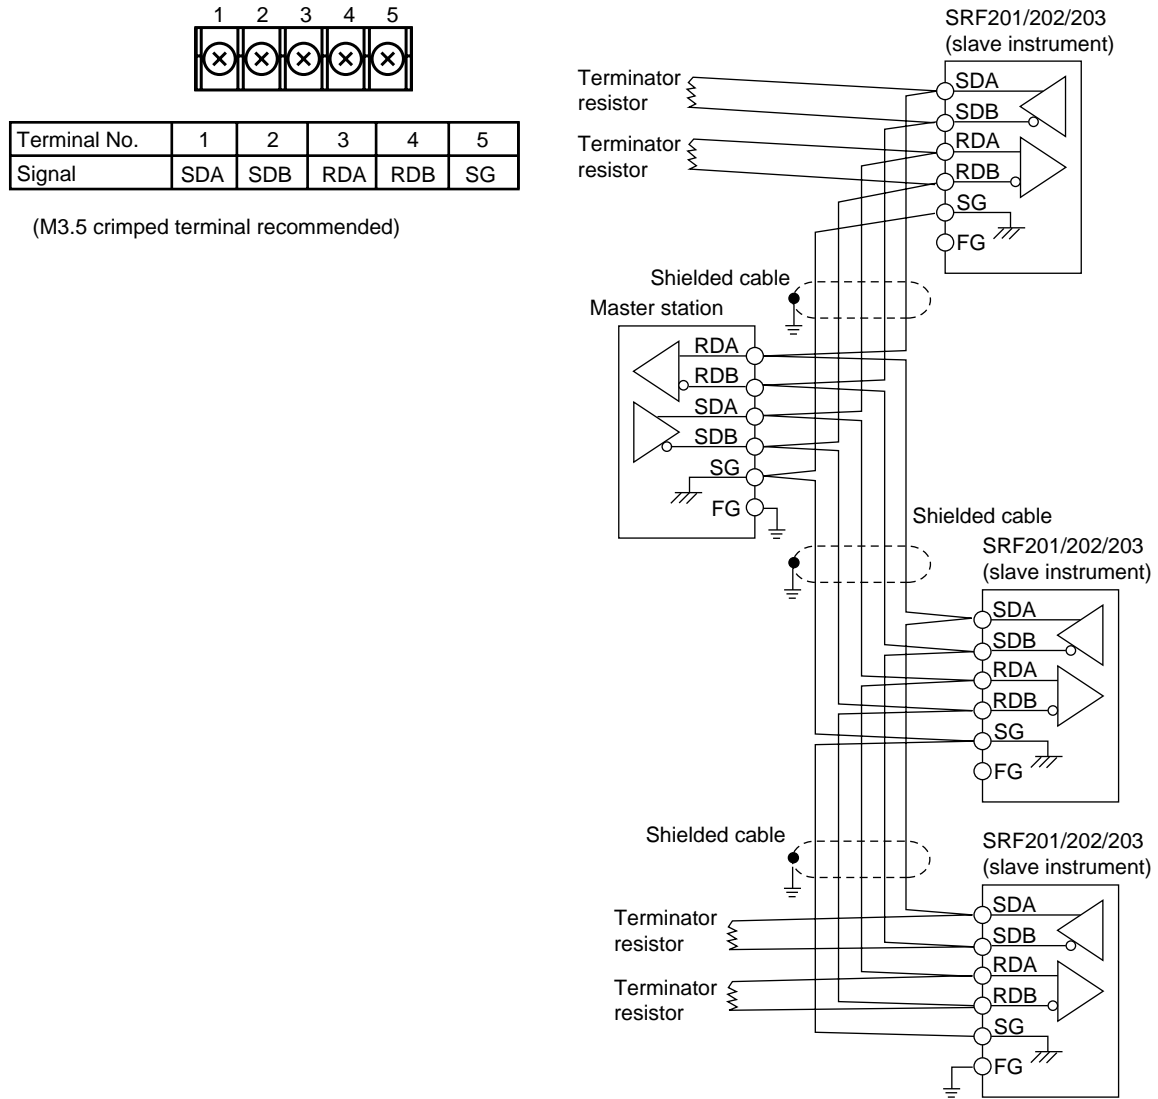 1 2 3 4 5
Terminal No. 1 2 3 4 5
Signal SDA SDB RDA RDB SG
(M3.5 crimped terminal recommended)
SRF201/202/203
(slave instrument)
Terminator
resistor
Terminator
resistor
SDA
SDB
RDA
RDB
SG
FG
Shielded cable
Master station
RDA
RDB
SDA
SDB
SG
FG
Shielded cable
SRF201/202/203
(slave instrument)
SDA
SDB
RDA
RDB
SG
FG
Shielded cable
SRF201/202/203
(slave instrument)
Terminator
resistor
Terminator
resistor
SDA
SDB
RDA
RDB
SG
FG